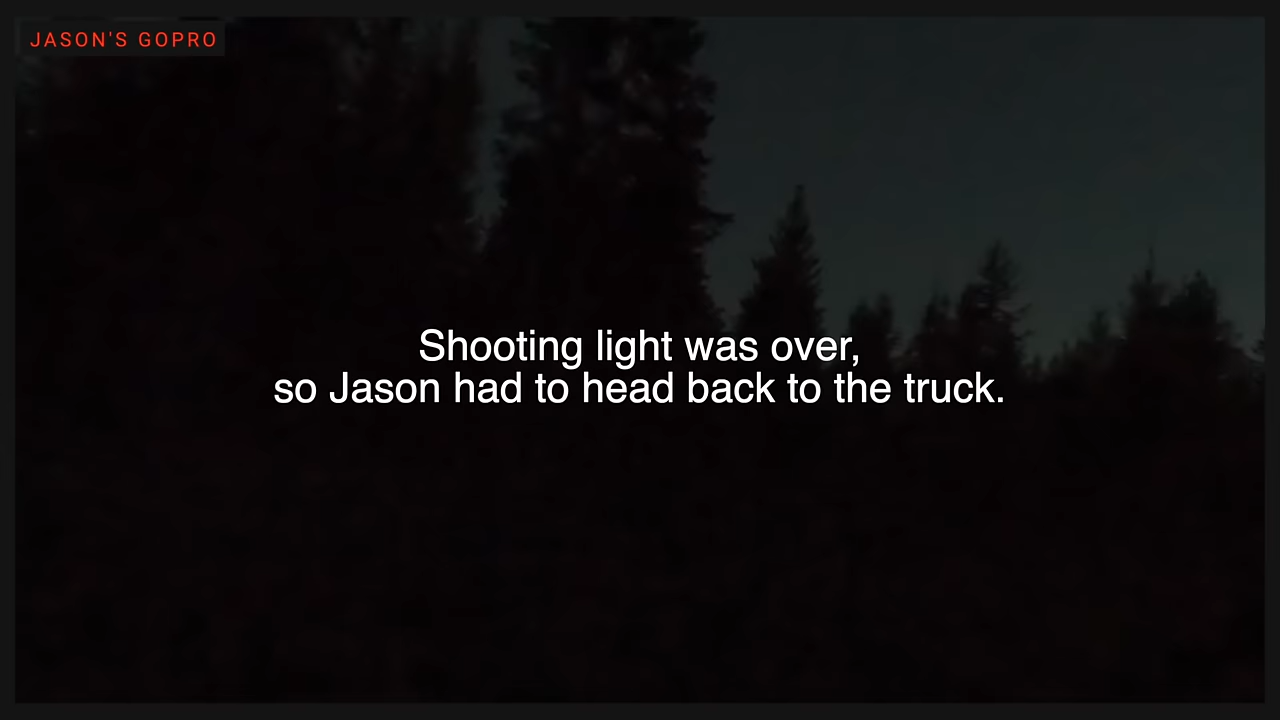 JASON'S GOPRO
Shooting light was over,
so Jason had to head back to the truck.